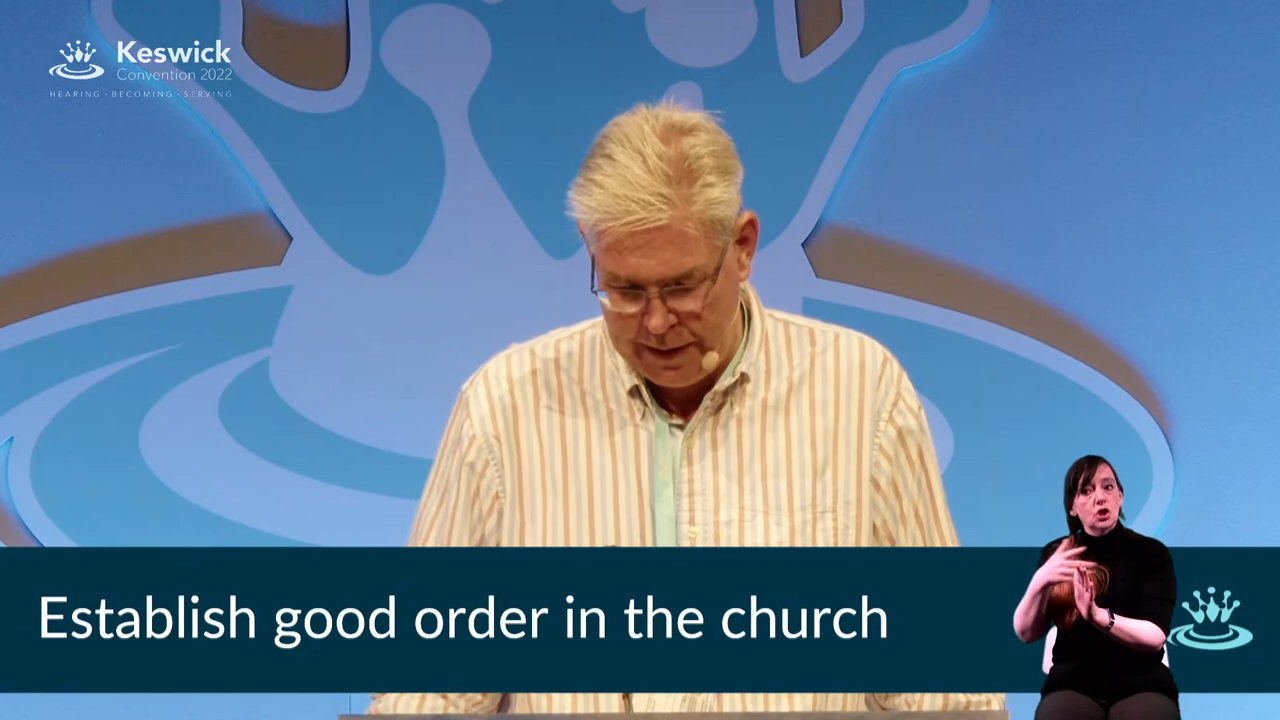 Keswick
Convention 2022
HEARING · BECOMING · SERVING
Establish good order in the church